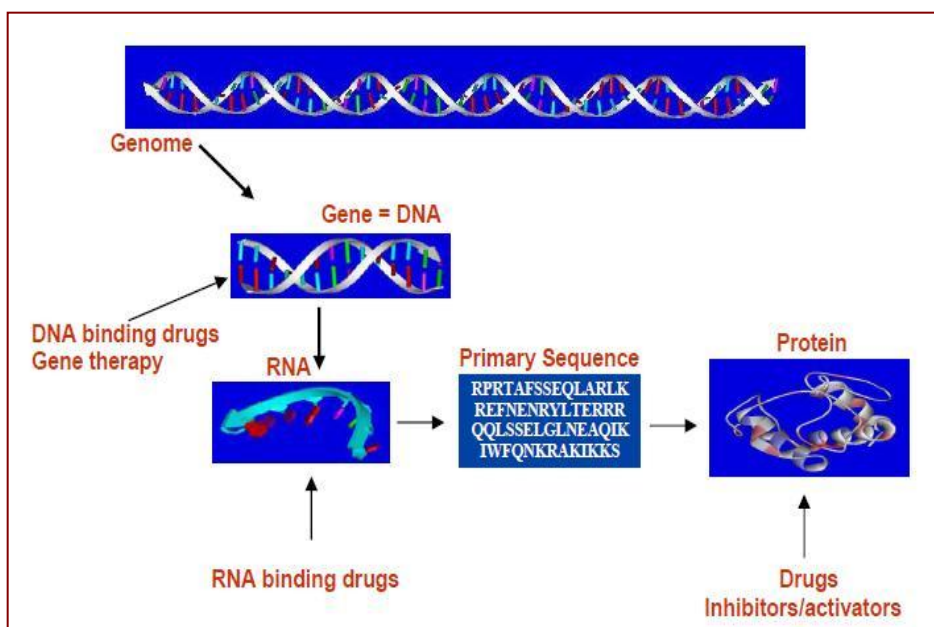 Genome
Gene = DNA
DNA binding drugs
Gene therapy
RNA
Primary Sequence
RPRTAFSSEQLARLK
REFNENRYLTERRR
QQLSSELGLNEAQIK
IWFQNKRAKIKKS
Protein
RNA binding drugs
Drugs
Inhibitors/activators